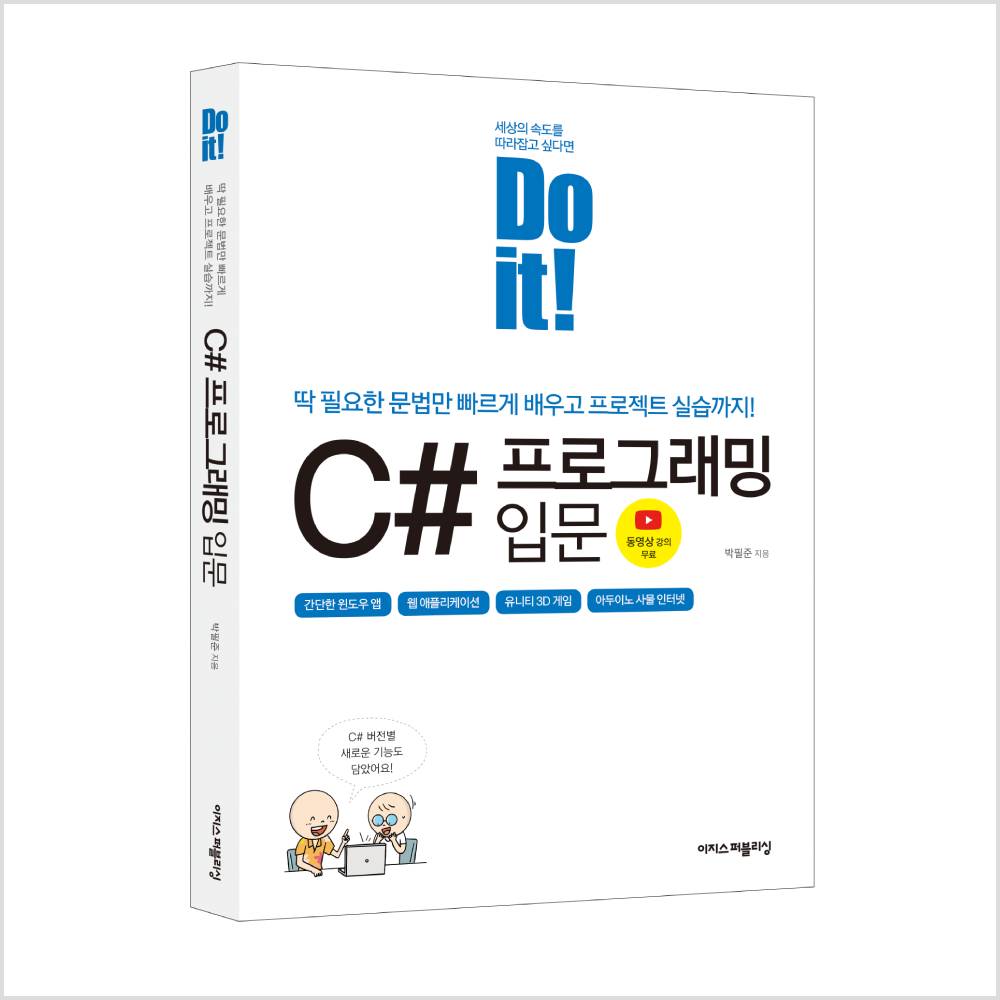 Do
it!
딱 필요한 문법만 빠르게
배우고 프로젝트 실습까지!
C# 프로그래밍 입문
박필준 지음
이지스 퍼블리싱
세상의 속도를
따라잡고 싶다면
Do
it!
딱 필요한 문법만 빠르게 배우고 프로젝트 실습까지!
C# 프로그래밍
입문
동영상 강의
무료
박필준 지음
간단한 윈도우 앱
웹 애플리케이션
유니티 3D 게임
아두이노 사물 인터넷
C# 버전별
새로운 기능도
담았어요!
이지스 퍼블리싱